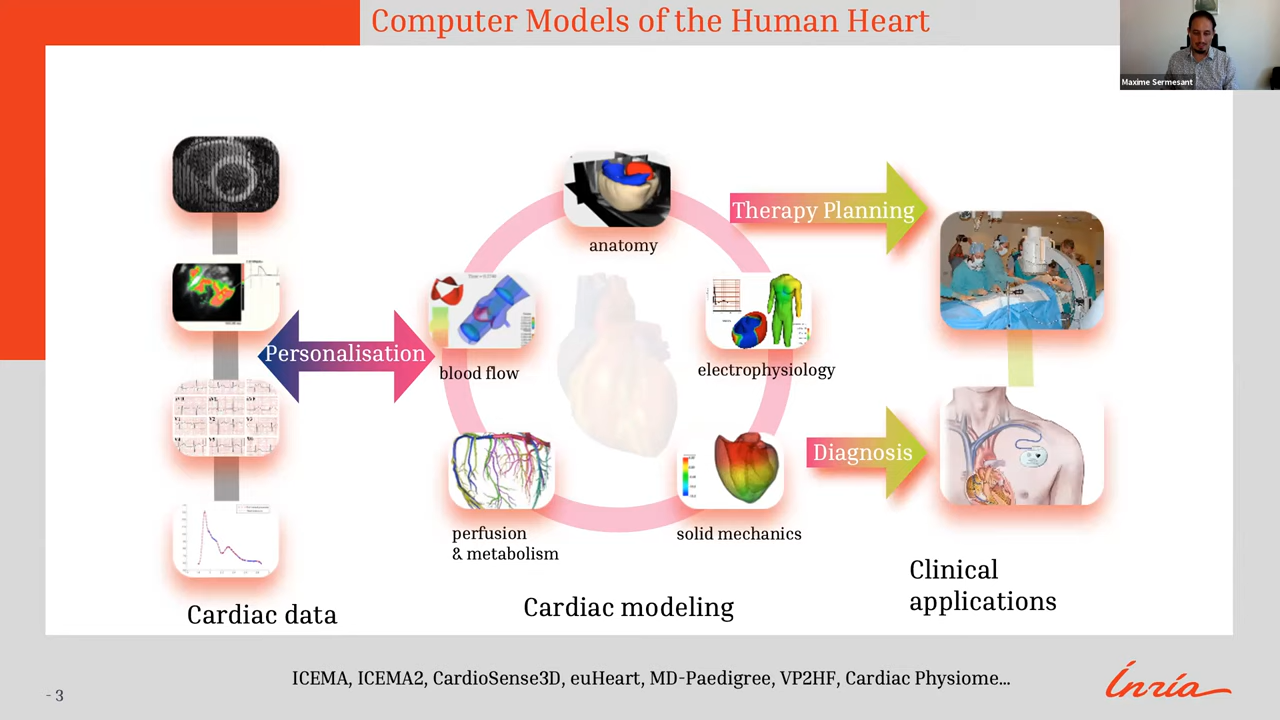 Computer Models of the Human Heart
Maxime Sermesant
anatomy
Therapy Planning
Personalisation
blood flow
electrophysiology
Diagnosis
perfusion
& metabolism
solid mechanics
Cardiac data
Cardiac modeling
Clinical
applications
ICEMA, ICEMA2, CardioSense3D, euHeart, MD-Paedigree, VP2HF, Cardiac Physiome...
- 3
Inria